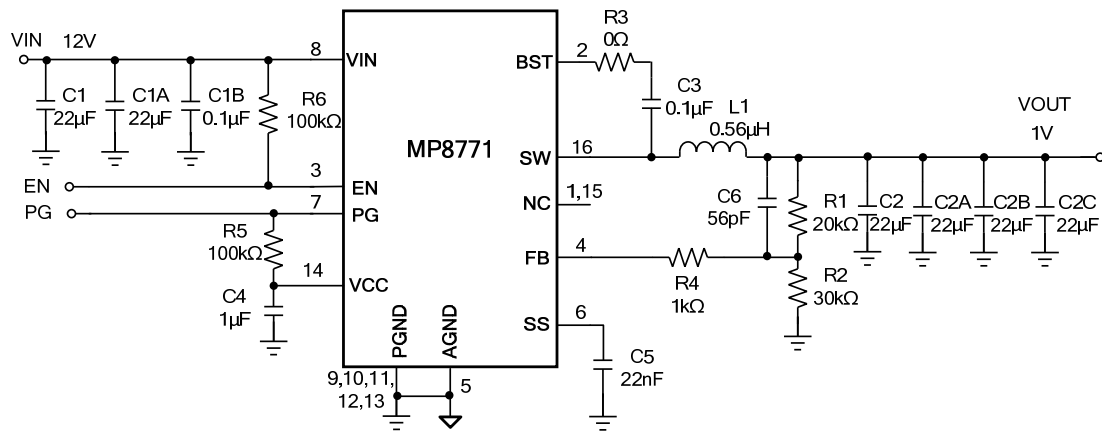 VIN 12V
C1
22µF
C1A
22µF
C1B
0.1µF
R6
100kΩ
EN
PG
R5
100kΩ
C4
1µF
8
3
7
14
VIN
EN
PG
VCC
MP8771
BST
SW
NC
FB
SS
PGND
AGND
9,10,11,
12,13
5
2
16
1,15
4
6
R3
0Ω
C3
0.1µF
L1
0.56µH
C6
56pF
R1
20kΩ
R4
1kΩ
R2
30kΩ
C5
22nF
C2
22µF
C2A
22µF
C2B
22µF
C2C
22µF
VOUT
1V